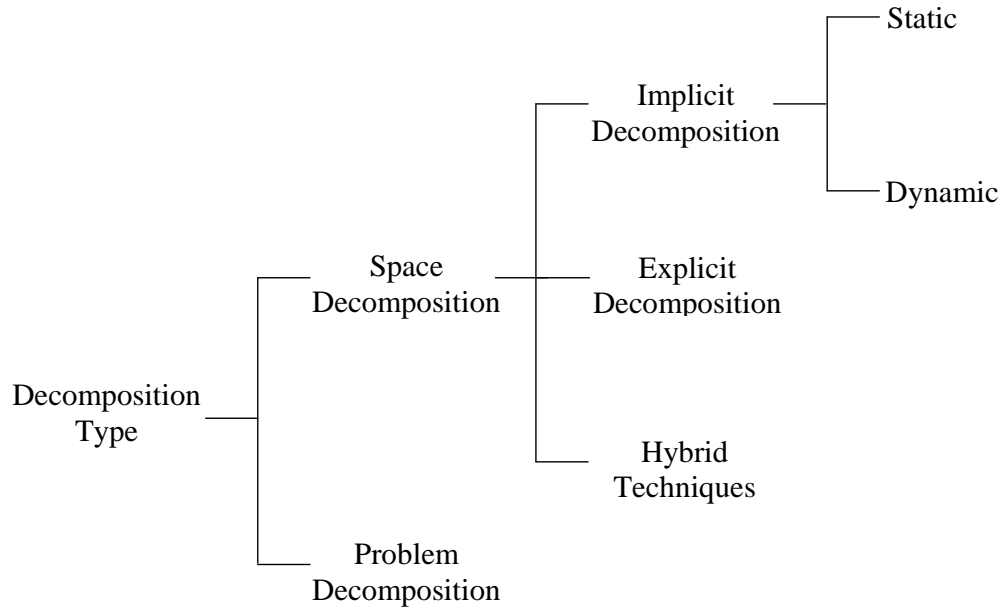 Static
Implicit
Decomposition
Dynamic
Space
Decomposition
Explicit
Decomposition
Decomposition
Type
Hybrid
Techniques
Problem
Decomposition